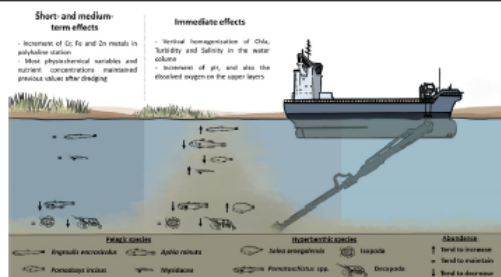 Short- and medium-
term effects
- Increment of Cr, Fe and Zn metals in
polyhaline station
- Most physiochemical variables and
nutrient concentrations maintained
previous values after dredging
Immediate effects
- Vertical homogenization of Chla,
Turbidity and Salinity in the water
column
- Increment of pH, and also the
dissolved oxygen on the upper layers
Pelagic species
Engraulis encrasicolus
Aphia minuta
Pomadasys incisus
Mysidacea
Hyperbenthic species
Solea senegalensis
Isopoda
Pomatoschistus spp.
Decapoda
Abundance
Tend to increase
Tend to maintain
Tend to decrease